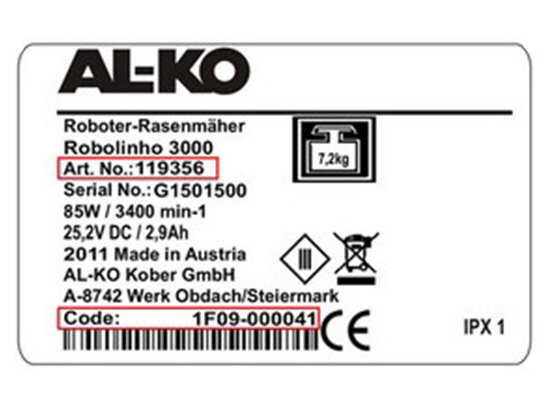 AL-KO
Roboter-Rasenmäher
Robolinho 3000
7,2kg
Art. No.:119356
Serial No.:G1501500
85W / 3400 min-1
25,2V DC / 2,9Ah
2011 Made in Austria
AL-KO Kober GmbH
III
A-8742 Werk Obdach/Steiermark
Code: 1F09-000041
CE
IPX 1